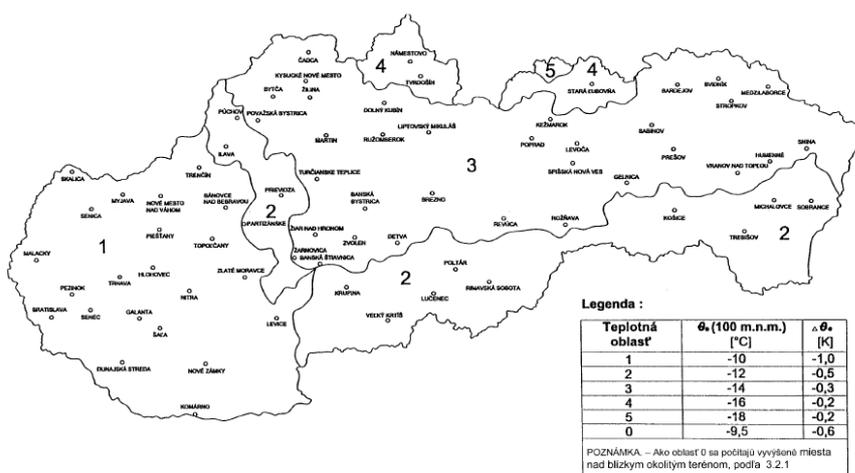 ČADCA
NÁMESTOVO
4
KYSUCKÉ NOVÉ MESTO
TVRDOŠÍN
BYTČA
ŽILINA
5
4
STARÁ ĽUBOVŇA
BARDEJOV
SVIDNÍK
MEDZILABORCE
STROPKOV
PÚCHOV
POVAŽSKÁ BYSTRICA
DOLNÝ KUBÍN
KEŽMAROK
SABINOV
MARTIN
RUŽOMBEROK
LIPTOVSKÝ MIKULÁŠ
POPRAD
LEVOČA
PREŠOV
SNINA
ILAVA
3
SPIŠSKÁ NOVÁ VES
VRANOV NAD TOPĽOU
HUMENNÉ
SKALICA
TRENČÍN
TURČIANSKE TEPLICE
GELNICA
MYJAVA
NOVÉ MESTO
NAD VÁHOM
BÁNOVCE
NAD BEBRAVOU
PRIEVIDZA
BANSKÁ
BYSTRICA
BREZNO
SENICA
2
PARTIZÁNSKE
REVÚCA
ROŽŇAVA
KOŠICE
MICHALOVCE
SOBRANCE
1
PIEŠŤANY
TOPOĽČANY
ŽIAR NAD HRONOM
ZVOLEN
DETVA
TREBIŠOV
2
MALACKY
ŽARNOVICA
BANSKÁ ŠTIAVNICA
HLOHOVEC
ZLATÉ MORAVCE
2
POLTÁR
TRNAVA
PEZINOK
NITRA
KRUPINA
LUČENEC
RIMAVSKÁ SOBOTA
BRATISLAVA
SENEC
GALANTA
ŠAĽA
LEVICE
VEĽKÝ KRTÍŠ
DUNAJSKÁ STREDA
NOVÉ ZÁMKY
KOMÁRNO
Legenda :
Teplotná oblasť θe (100 m.n.m.) [°C] △ θe [K]
1 -10 -1,0
2 -12 -0,5
3 -14 -0,3
4 -16 -0,2
5 -18 -0,2
0 -9,5 -0,6
POZNÁMKA. – Ako oblasť 0 sa počítajú vyvýšené miesta
nad blízkym okolitým terénom, podľa 3.2.1